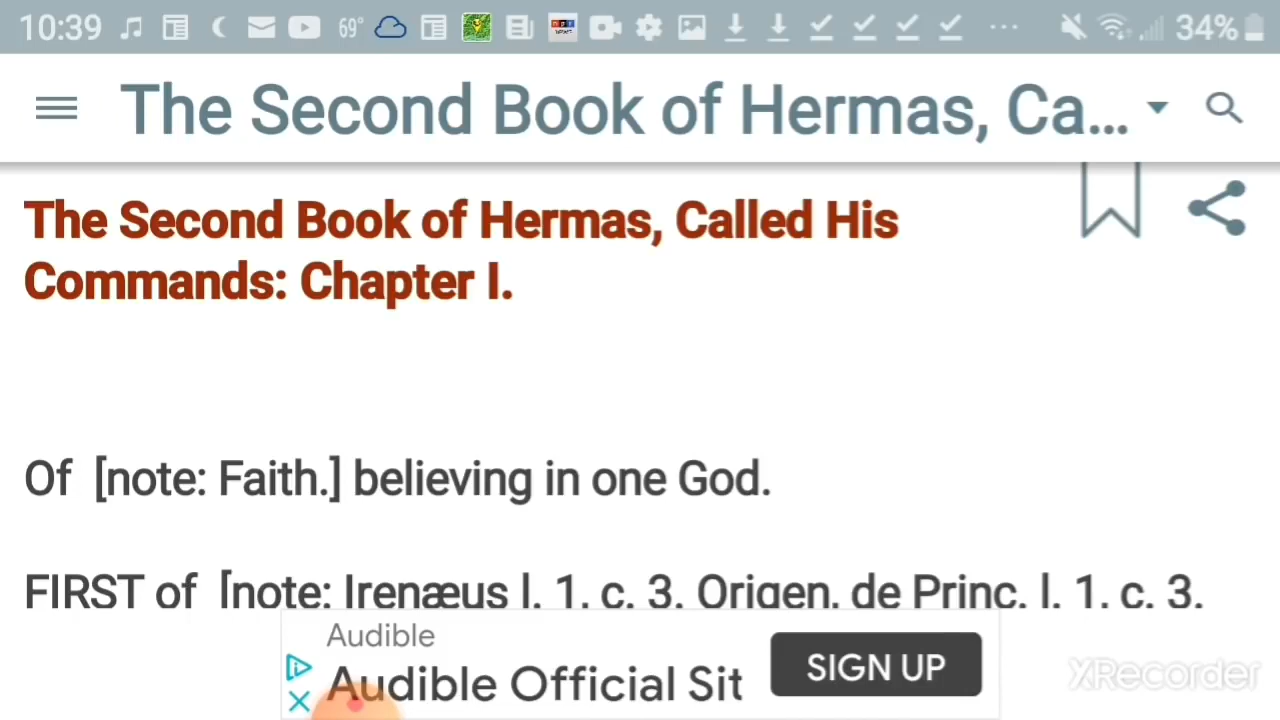 10:39 69° 34%
The Second Book of Hermas, Ca...
The Second Book of Hermas, Called His
Commands: Chapter I.
Of [note: Faith.] believing in one God.
FIRST of [note: Irenæus l. 1. c. 3. Origen. de Princ. l. 1. c. 3.
Audible
Audible Official Sit
SIGN UP
XRecorder